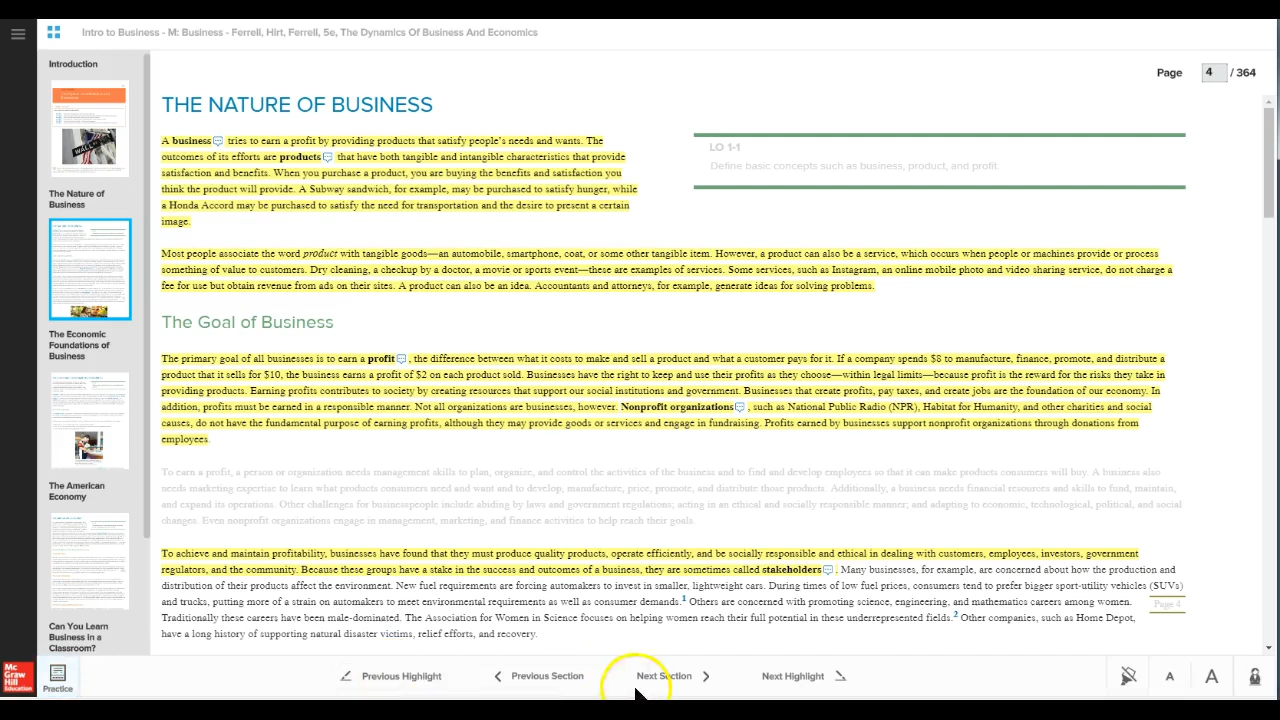 Intro to Business - M: Business - Ferrell, Hirt, Ferrell, 5e, The Dynamics Of Business And Economics
Introduction
WALL ST
The Nature of
Business
The Economic
Foundations of
Business
The American
Economy
Can You Learn
Business in a
Classroom?
Page 4 / 364
THE NATURE OF BUSINESS
A business tries to earn a profit by providing products that satisfy people's needs and wants. The
outcomes of its efforts are products that have both tangible and intangible characteristics that provide
satisfaction and benefits. When you purchase a product, you are buying the benefits and satisfaction you
think the product will provide. A Subway sandwich, for example, may be purchased to satisfy hunger, while
a Honda Accord may be purchased to satisfy the need for transportation and the desire to present a certain
image.
LO 1-1
Define basic concepts such as business, product, and profit
Most people associate the word product with tangible goods—an automobile, smartphone, coat, or some other tangible item. However, a product can also be a service, which occurs when people or machines provide or process
something of value to customers. Dry cleaning, a checkup by a doctor, a movie or sports event—these are examples of services. Some services, such as Instagram, an online mobile photo and video sharing service, do not charge a
fee for use but obtain revenue from ads on their sites. A product can also be an idea. Accountants and attorneys, for example, generate ideas for solving problems.
The Goal of Business
The primary goal of all businesses is to earn a profit , the difference between what it costs to make and sell a product and what a customer pays for it. If a company spends $8 to manufacture, finance, promote, and distribute a
product that it sells for $10, the business earns a profit of $2 on each product sold. Businesses have the right to keep and use their profits as they choose—within legal limits—because profit is the reward for the risks they take in
providing products. Earning profits contributes to society by creating resources that support our social institutions and government. Businesses that create profits, pay taxes, and create jobs are the foundation of our economy. In
addition, profits must be earned in a responsible manner. Not all organizations are businesses, however. Nonprofit organizations , such as National Public Radio (NPR), Habitat for Humanity, and other charities and social
causes, do not have the fundamental purpose of earning profits, although they may provide goods or services and engage in fundraising. Profits earned by businesses support nonprofit organizations through donations from
employees.
To earn a profit, a person or organization needs management skills to plan, organize, and control the activities of the business and to find and develop employees so that it can make products consumers will buy. A business also
needs marketing expertise to learn what products consumers need and want and to develop, manufacture, price, promote, and distribute those products. Additionally, a business needs financial resources and skills to fund, maintain,
and expand its operations. Other challenges for businesspeople include abiding by laws and government regulations; acting in an ethical and socially responsible manner; and adapting to economic, technological, political, and social
changes. Even nonprofit organizations engage in management, marketing, and finance activities to help reach their goals.
To achieve and maintain profitability, businesses have found that they must produce quality products, operate efficiently, and be socially responsible and ethical in dealing with customers, employees, investors, government
regulators, and the community. Because these groups have a stake in the success and outcomes of a business, they are sometimes called stakeholders . Many businesses, for example, are concerned about how the production and
distribution of their products affect the environment. New fuel requirements are forcing automakers to invest in smaller, lightweight cars. During times of low fuel prices, consumers tend to prefer bigger sport-utility vehicles (SUVs)
and trucks, putting more of a strain on automakers to meet environmental requirements as well as consumer demands.1 Others are concerned with promoting science, engineering, and mathematics careers among women.
Page 4
Traditionally these careers have been male-dominated. The Association for Women in Science focuses on helping women reach their full potential in these underrepresented fields.2 Other companies, such as Home Depot,
have a long history of supporting natural disaster victims, relief efforts, and recovery.
Mc
Graw
Hill
Education
Practice
Previous Highlight
Previous Section
Next Section
Next Highlight
A
A